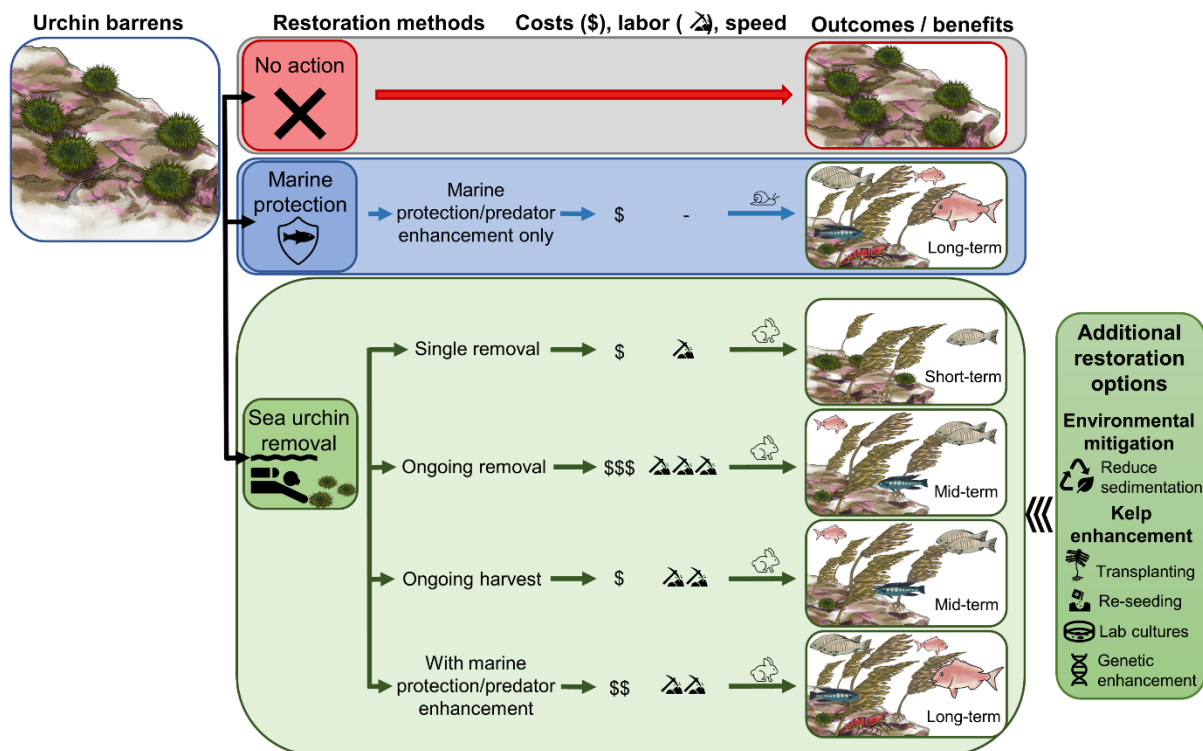 Urchin barrens
Restoration methods
Costs ($), labor ( ), speed
Outcomes / benefits
No action
Marine
protection
Marine
protection/predator
enhancement only
$
-
Long-term
Sea urchin
removal
Single removal
$
Short-term
Ongoing removal
$$$
Mid-term
Ongoing harvest
$
Mid-term
With marine
protection/predator
enhancement
$$
Long-term
Additional
restoration
options
Environmental
mitigation
Reduce
sedimentation
Kelp
enhancement
Transplanting
Re-seeding
Lab cultures
Genetic
enhancement